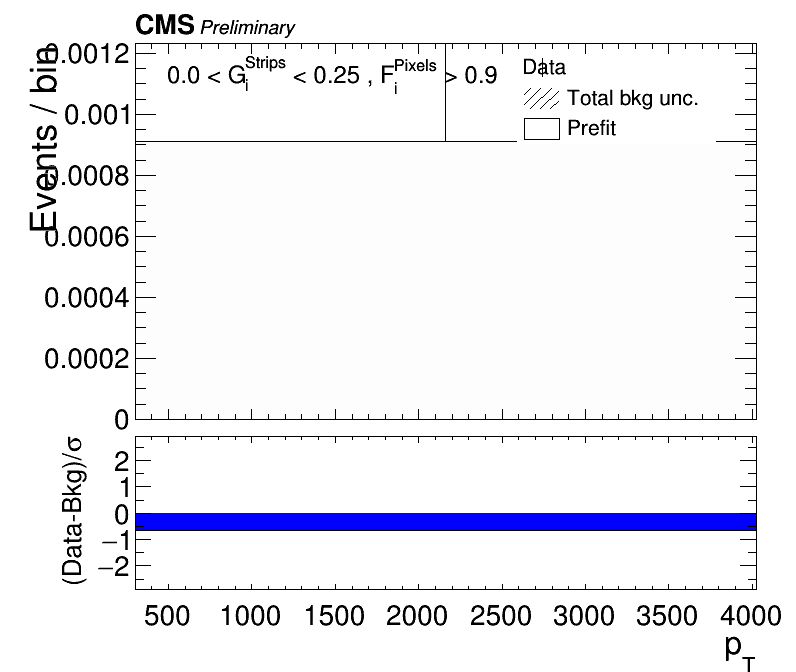 CMS Preliminary
Events / bin
0.0012
0.001
0.0008
0.0006
0.0004
0.0002
0
0.0 < G_i^Strips < 0.25 , F_i^Pixels > 0.9
Data
Total bkg unc.
Prefit
(Data-Bkg)/σ
2
1
0
−1
−2
500 1000 1500 2000 2500 3000 3500 4000
p_T